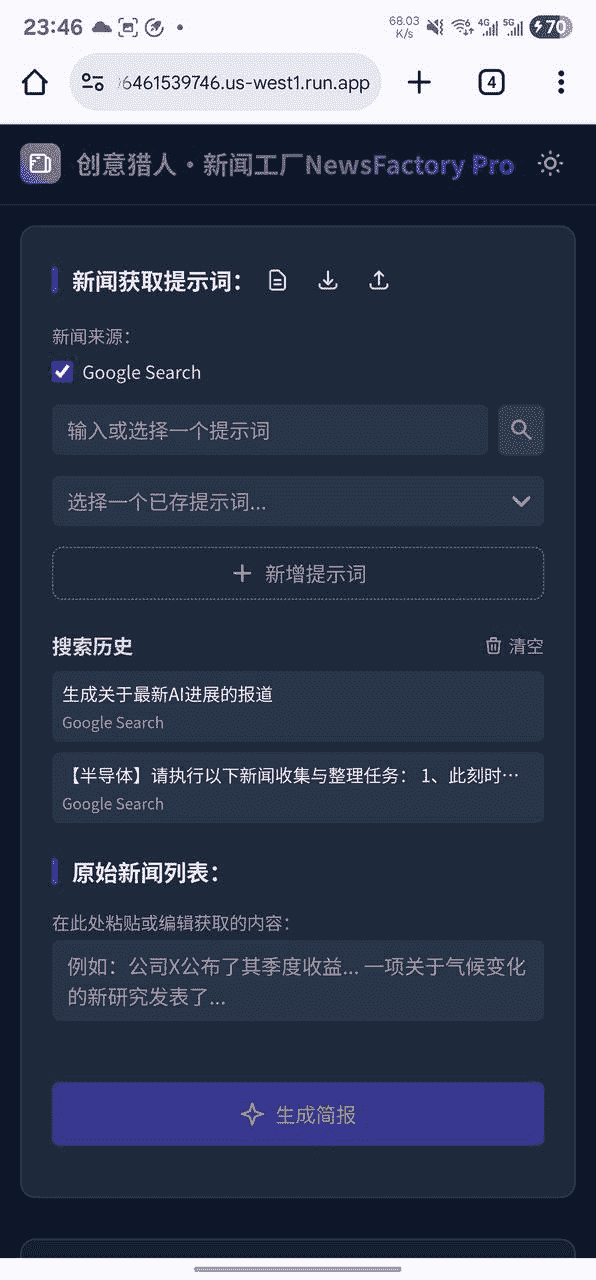 23:46
68.03
K/s
4G
5G
70
6461539746.us-west1.run.app
4
创意猎人·新闻工厂NewsFactory Pro
新闻获取提示词：
新闻来源：
Google Search
输入或选择一个提示词
选择一个已存提示词...
新增提示词
搜索历史
清空
生成关于最新AI进展的报道
Google Search
【半导体】请执行以下新闻收集与整理任务： 1、此刻时…
Google Search
原始新闻列表：
在此处粘贴或编辑获取的内容：
例如：公司X公布了其季度收益... 一项关于气候变化
的新研究发表了...
生成简报